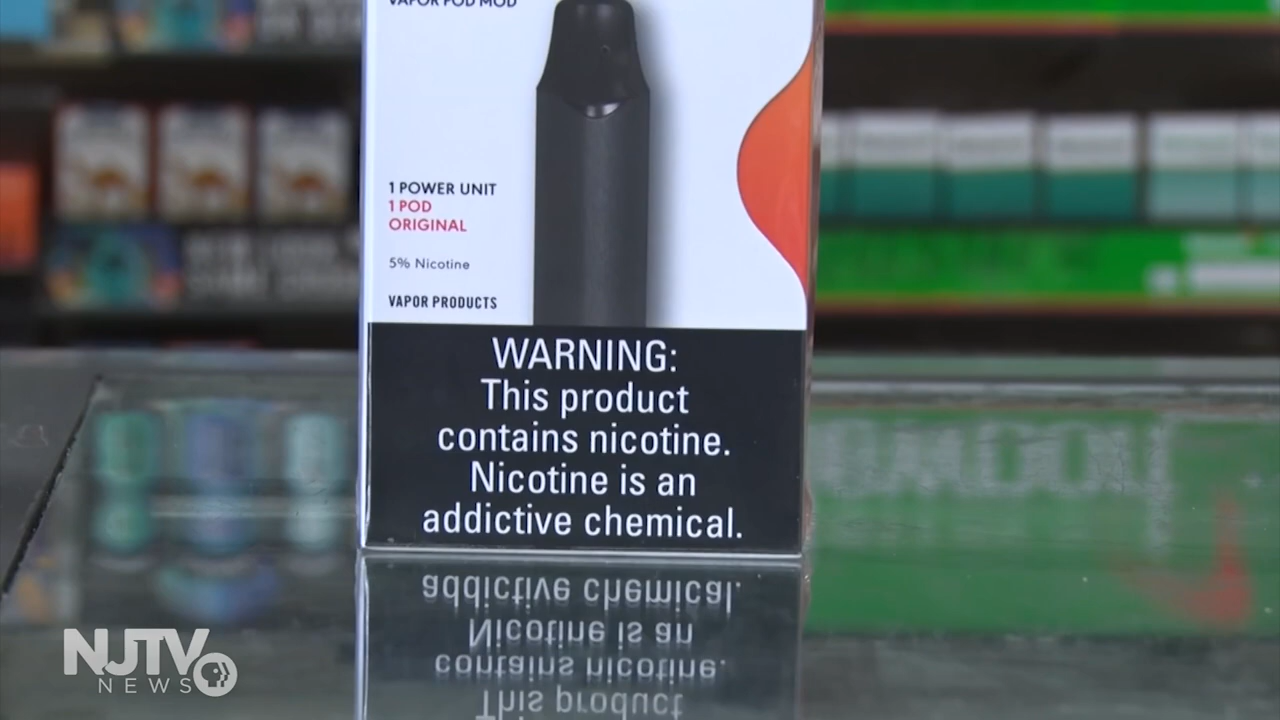 VAPOR POD MOD
1 POWER UNIT
1 POD
ORIGINAL
5% Nicotine
VAPOR PRODUCTS
WARNING:
This product
contains nicotine.
Nicotine is an
addictive chemical.
addictive chemical.
Nicotine is an
contains nicotine.
This product
NJTV
NEWS
PBS